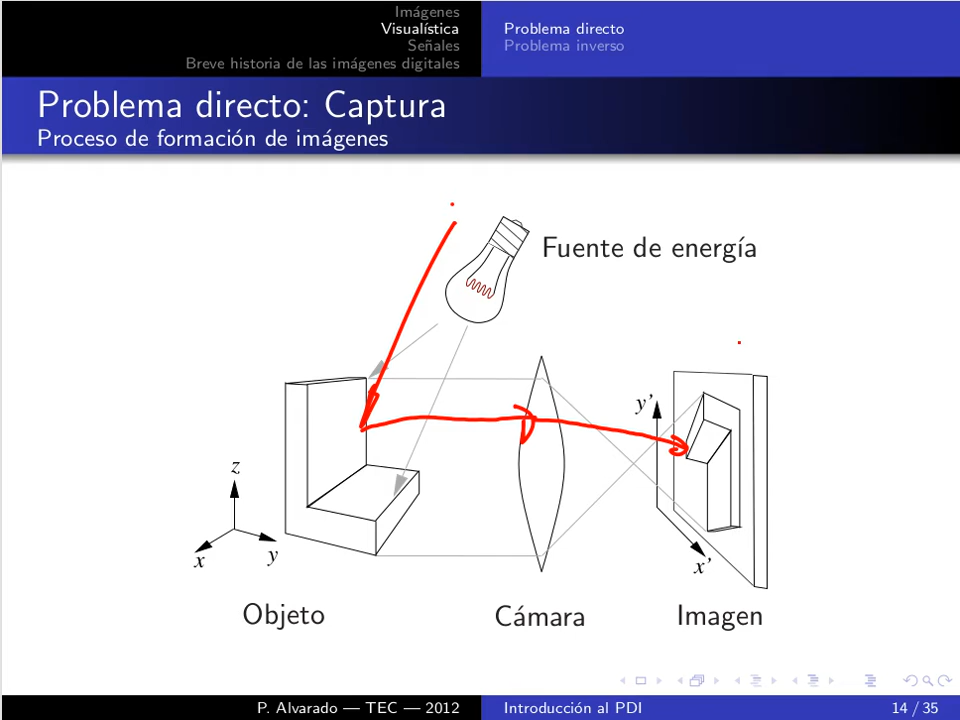 Imágenes
Visualística
Señales
Breve historia de las imágenes digitales
Problema directo
Problema inverso
Problema directo: Captura
Proceso de formación de imágenes
Fuente de energía
y'
z
x
y
x'
Objeto
Cámara
Imagen
P. Alvarado — TEC — 2012
Introducción al PDI
14 / 35